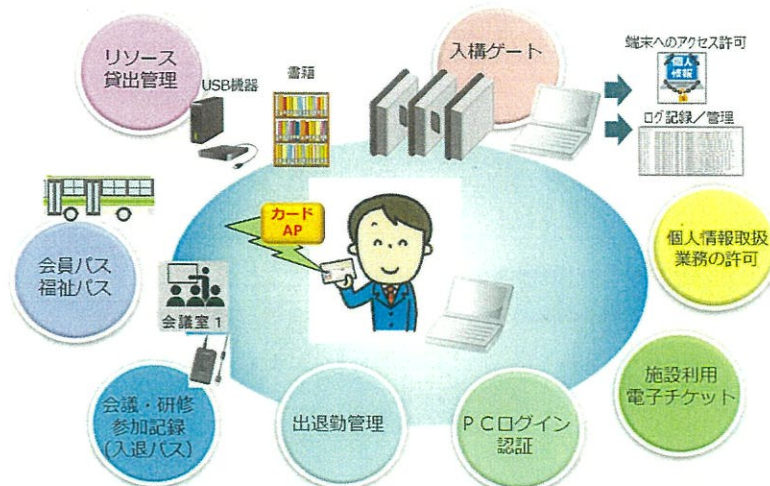 リソース
貸出管理
USB機器
書籍
入構ゲート
端末へのアクセス許可
個人
情報
ログ記録／管理
カード
AP
会員パス
福祉パス
会議室１
個人情報取扱
業務の許可
施設利用
電子チケット
会議・研修
参加記録
(入退パス)
出退勤管理
ＰＣログイン
認証